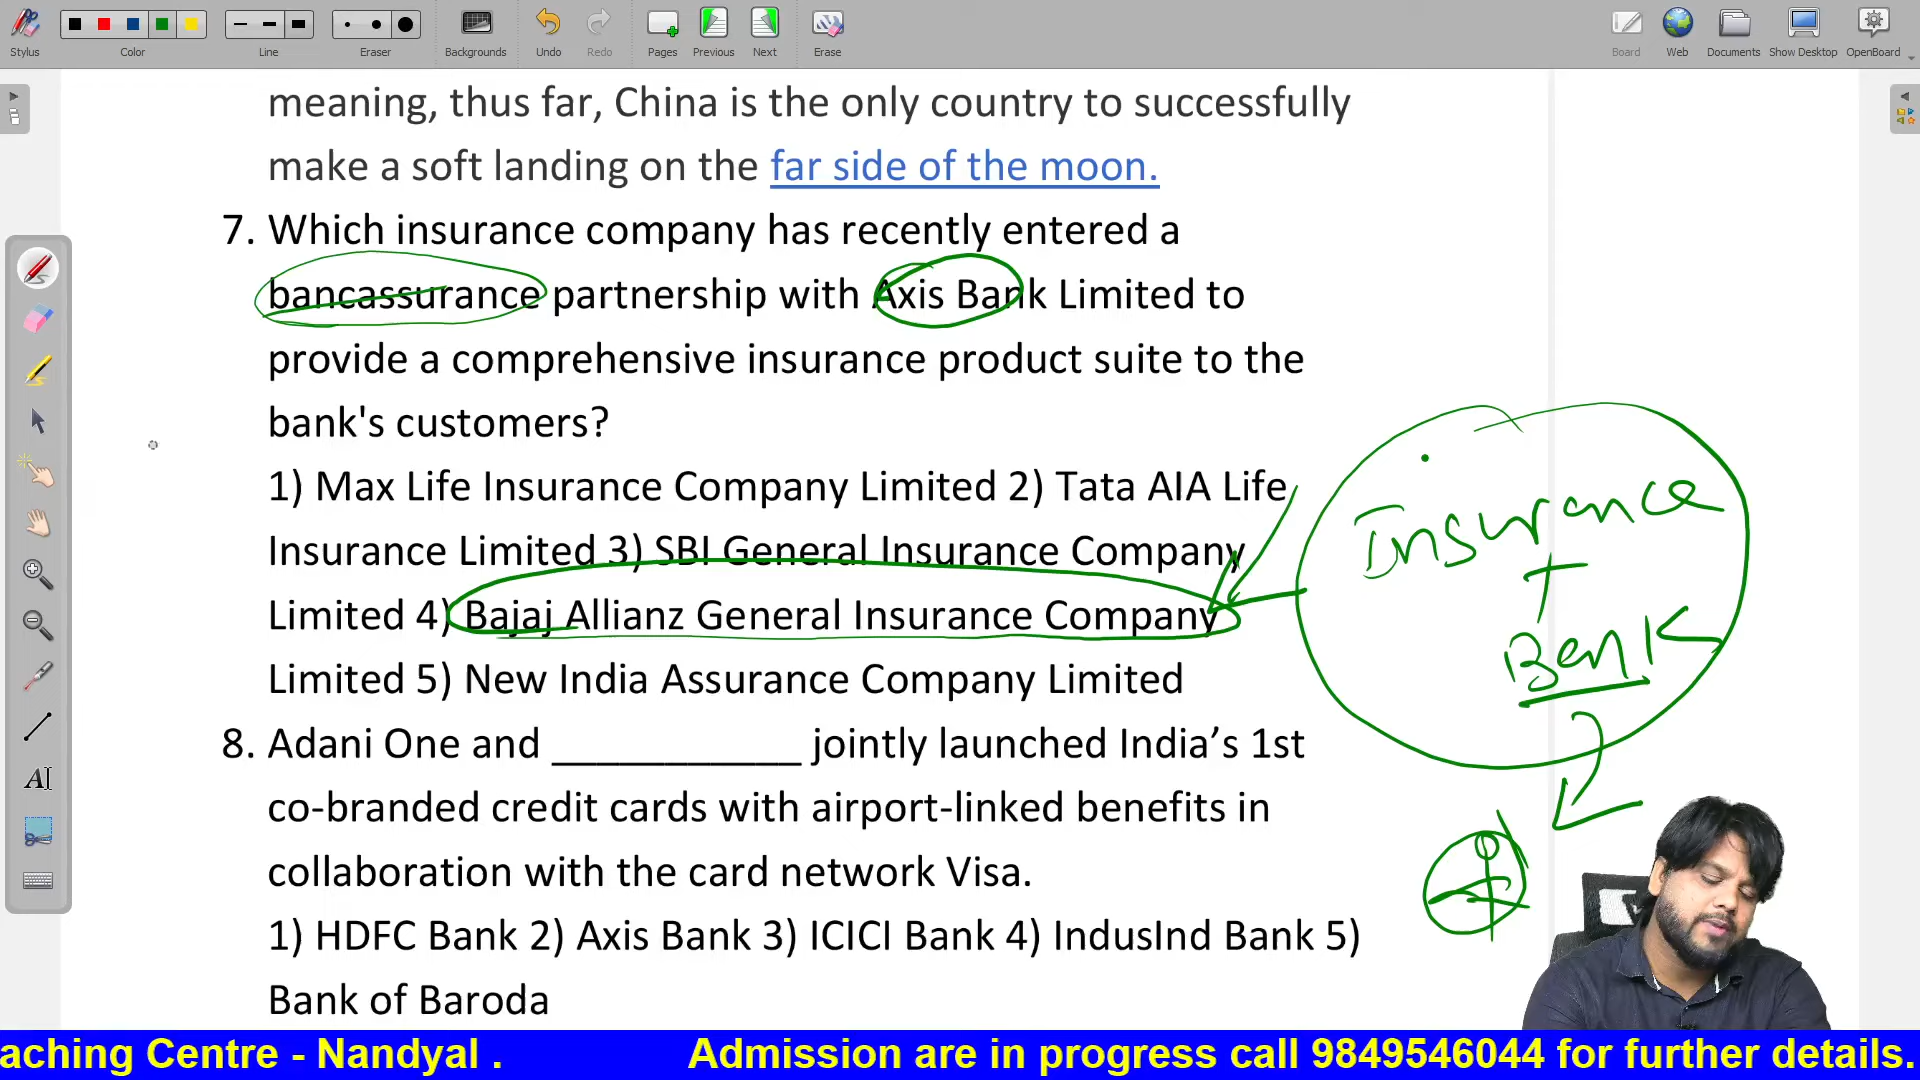 Stylus
Color
Line
Eraser
Backgrounds
Undo
Redo
Pages
Previous
Next
Erase
Board
Web
Documents
Show Desktop
OpenBoard
meaning, thus far, China is the only country to successfully
make a soft landing on the far side of the moon.
7. Which insurance company has recently entered a
bancassurance partnership with Axis Bank Limited to
provide a comprehensive insurance product suite to the
bank's customers?
1) Max Life Insurance Company Limited 2) Tata AIA Life
Insurance Limited 3) SBI General Insurance Company
Limited 4) Bajaj Allianz General Insurance Company
Limited 5) New India Assurance Company Limited
Insurance
+
Bank
8. Adani One and ___________ jointly launched India’s 1st
co-branded credit cards with airport-linked benefits in
collaboration with the card network Visa.
1) HDFC Bank 2) Axis Bank 3) ICICI Bank 4) IndusInd Bank 5)
Bank of Baroda
aching Centre - Nandyal . Admission are in progress call 9849546044 for further details.